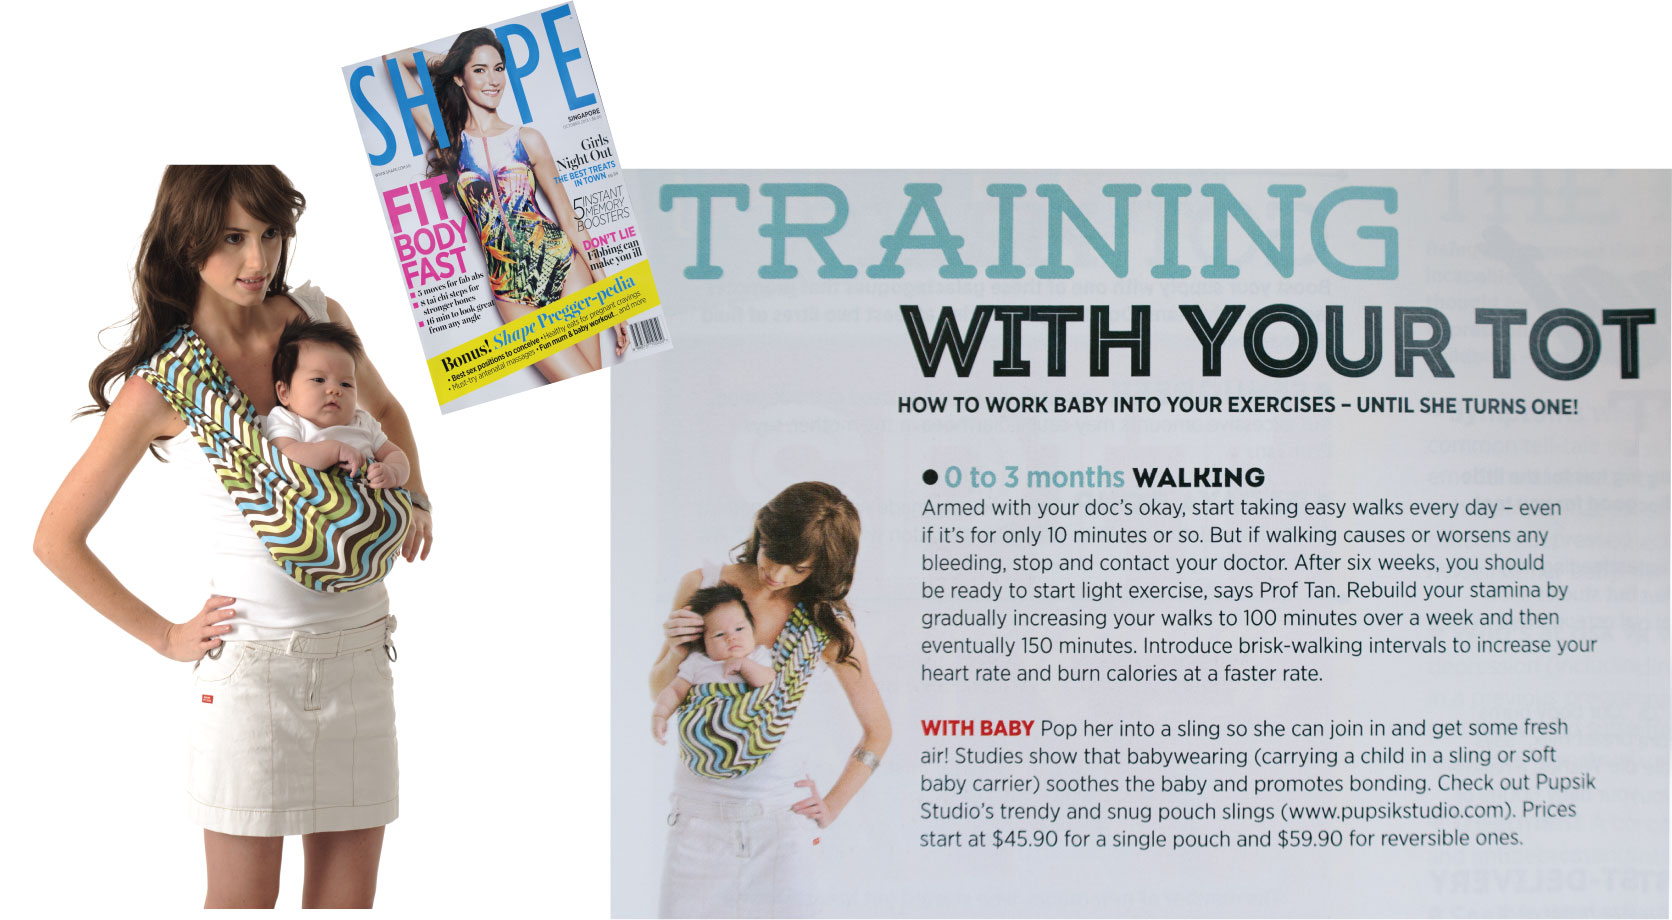 SHAPE
SINGAPORE
Girls
Night Out
THE BEST TREATS
IN TOWN
5 INSTANT
MEMORY
BOOSTERS
DON'T LIE
Fibbing can
make you ill
FIT
BODY
FAST
5 moves for fab abs
8 tai chi steps for
stronger bones
16 min to look great
from any angle
Bonus! Shape Pregger-pedia
• Best sex positions to conceive • Healthy eats for pregnant cravings
• Must-try antenatal massages • Fun mum & baby workout...and more
TRAINING
WITH YOUR TOT
HOW TO WORK BABY INTO YOUR EXERCISES – UNTIL SHE TURNS ONE!
● 0 to 3 months WALKING
Armed with your doc's okay, start taking easy walks every day – even
if it's for only 10 minutes or so. But if walking causes or worsens any
bleeding, stop and contact your doctor. After six weeks, you should
be ready to start light exercise, says Prof Tan. Rebuild your stamina by
gradually increasing your walks to 100 minutes over a week and then
eventually 150 minutes. Introduce brisk-walking intervals to increase your
heart rate and burn calories at a faster rate.
WITH BABY Pop her into a sling so she can join in and get some fresh
air! Studies show that babywearing (carrying a child in a sling or soft
baby carrier) soothes the baby and promotes bonding. Check out Pupsik
Studio's trendy and snug pouch slings (www.pupsikstudio.com). Prices
start at $45.90 for a single pouch and $59.90 for reversible ones.